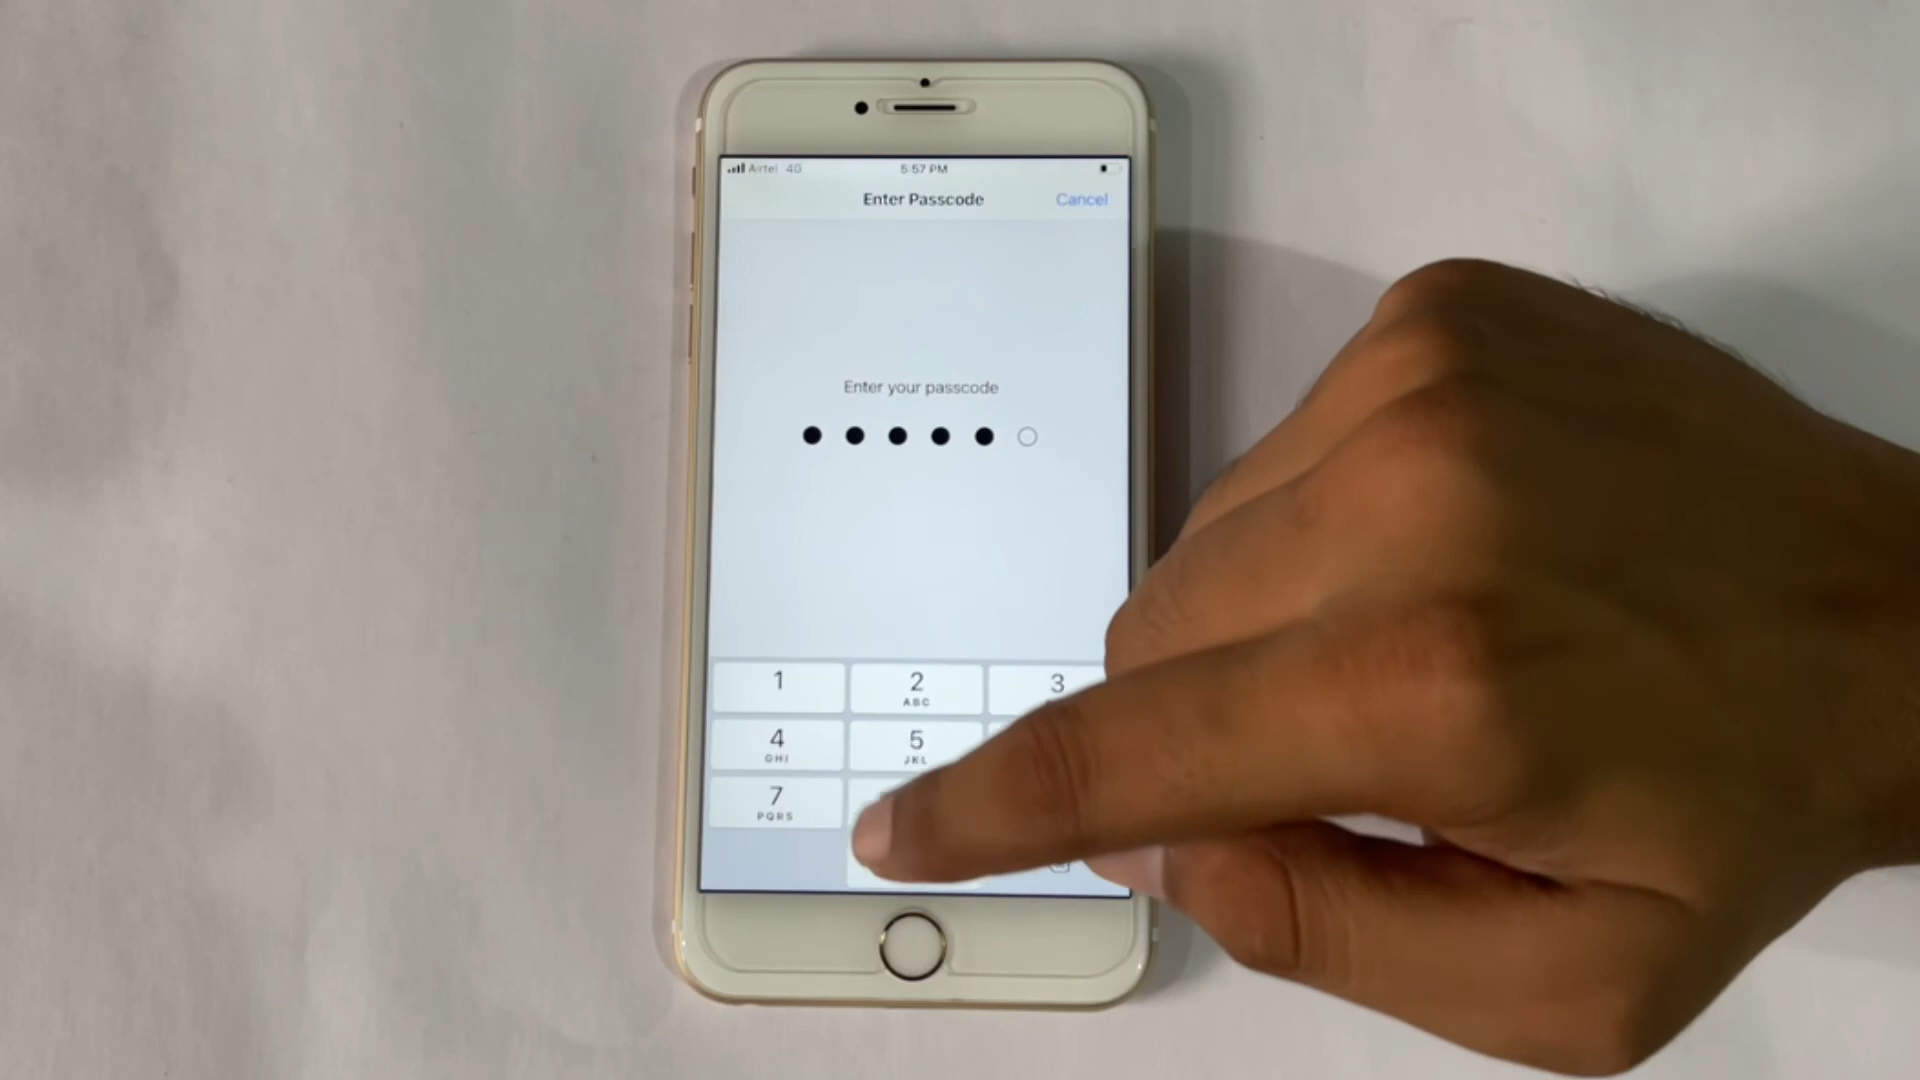 Airtel 4G 5:57 PM
Enter Passcode Cancel
Enter your passcode
1 2 3
ABC
4 5
GHI JKL
7
PQRS